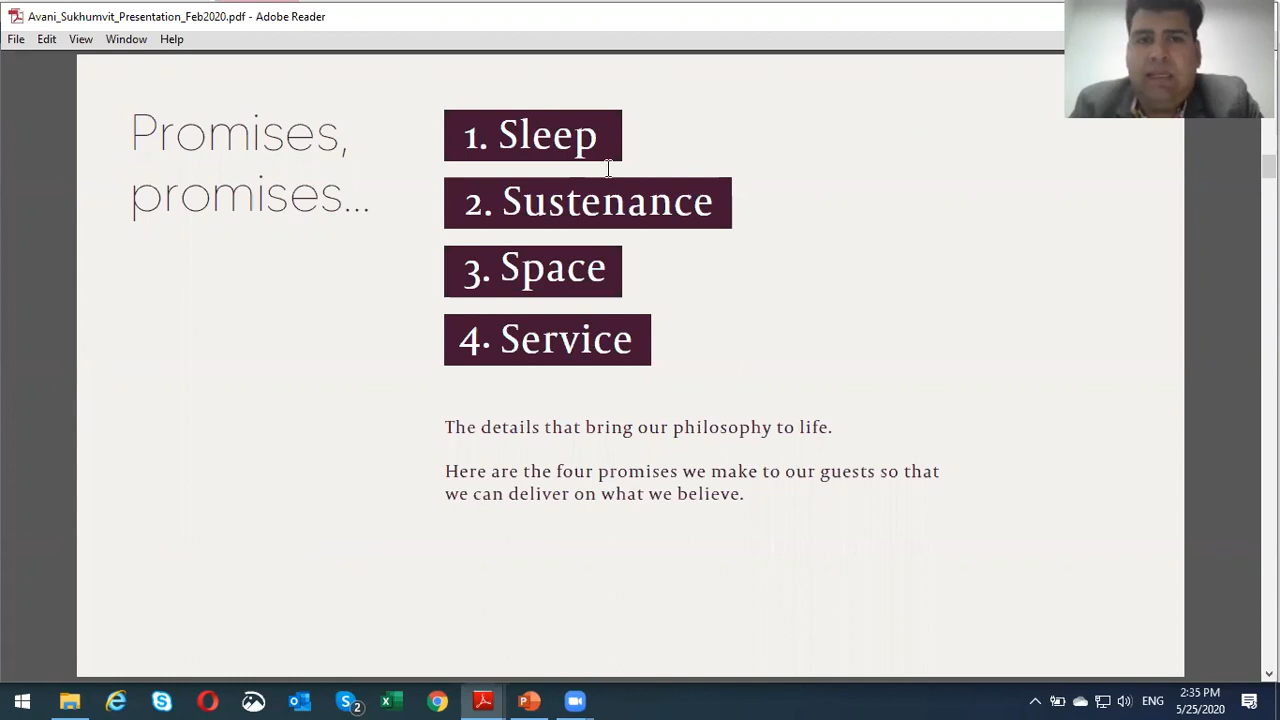 Avani_Sukhumvit_Presentation_Feb2020.pdf - Adobe Reader
File Edit View Window Help
Promises,
promises...
1. Sleep
2. Sustenance
3. Space
4. Service
The details that bring our philosophy to life.
Here are the four promises we make to our guests so that
we can deliver on what we believe.
2
ENG
2:35 PM
5/25/2020